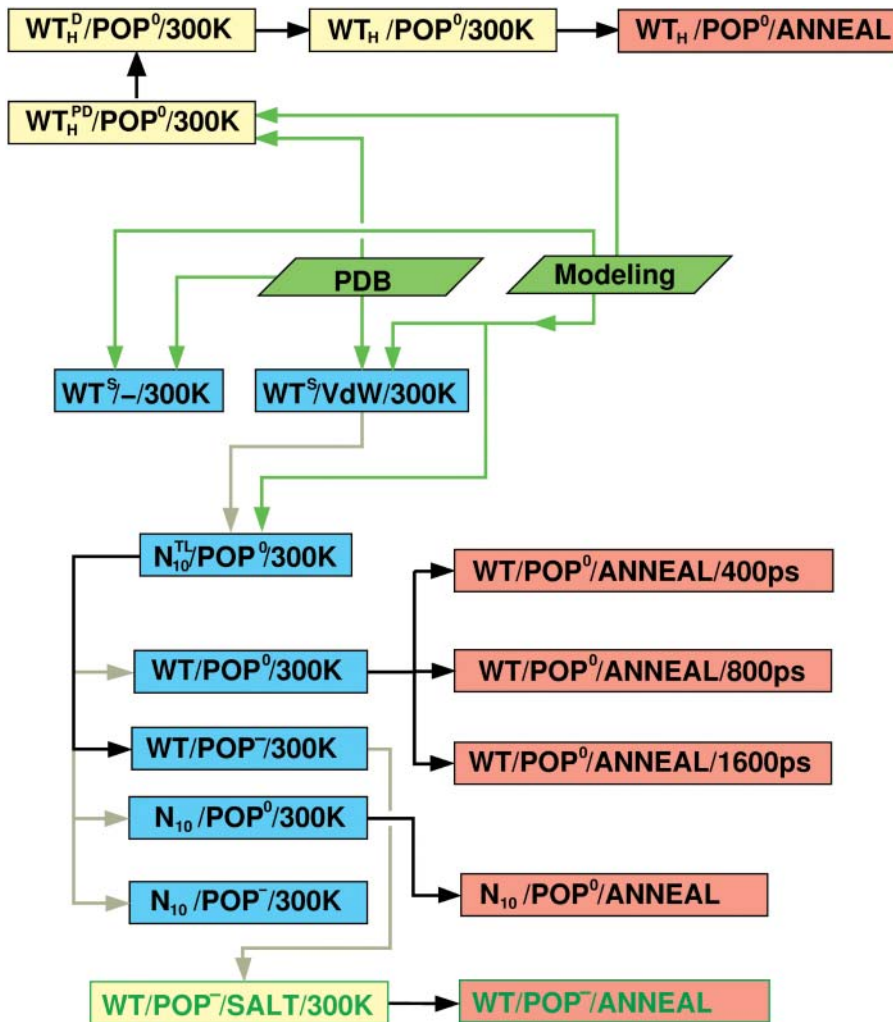 WT_H^D/POP^0/300K
WT_H/POP^0/300K
WT_H/POP^0/ANNEAL
WT_H^PD/POP^0/300K
PDB
Modeling
WT^S/–/300K
WT^S/VdW/300K
N_10^TL/POP^0/300K
WT/POP^0/ANNEAL/400ps
WT/POP^0/300K
WT/POP^0/ANNEAL/800ps
WT/POP^–/300K
WT/POP^0/ANNEAL/1600ps
N_10/POP^0/300K
N_10/POP^–/300K
N_10/POP^0/ANNEAL
WT/POP^–/SALT/300K
WT/POP^–/ANNEAL